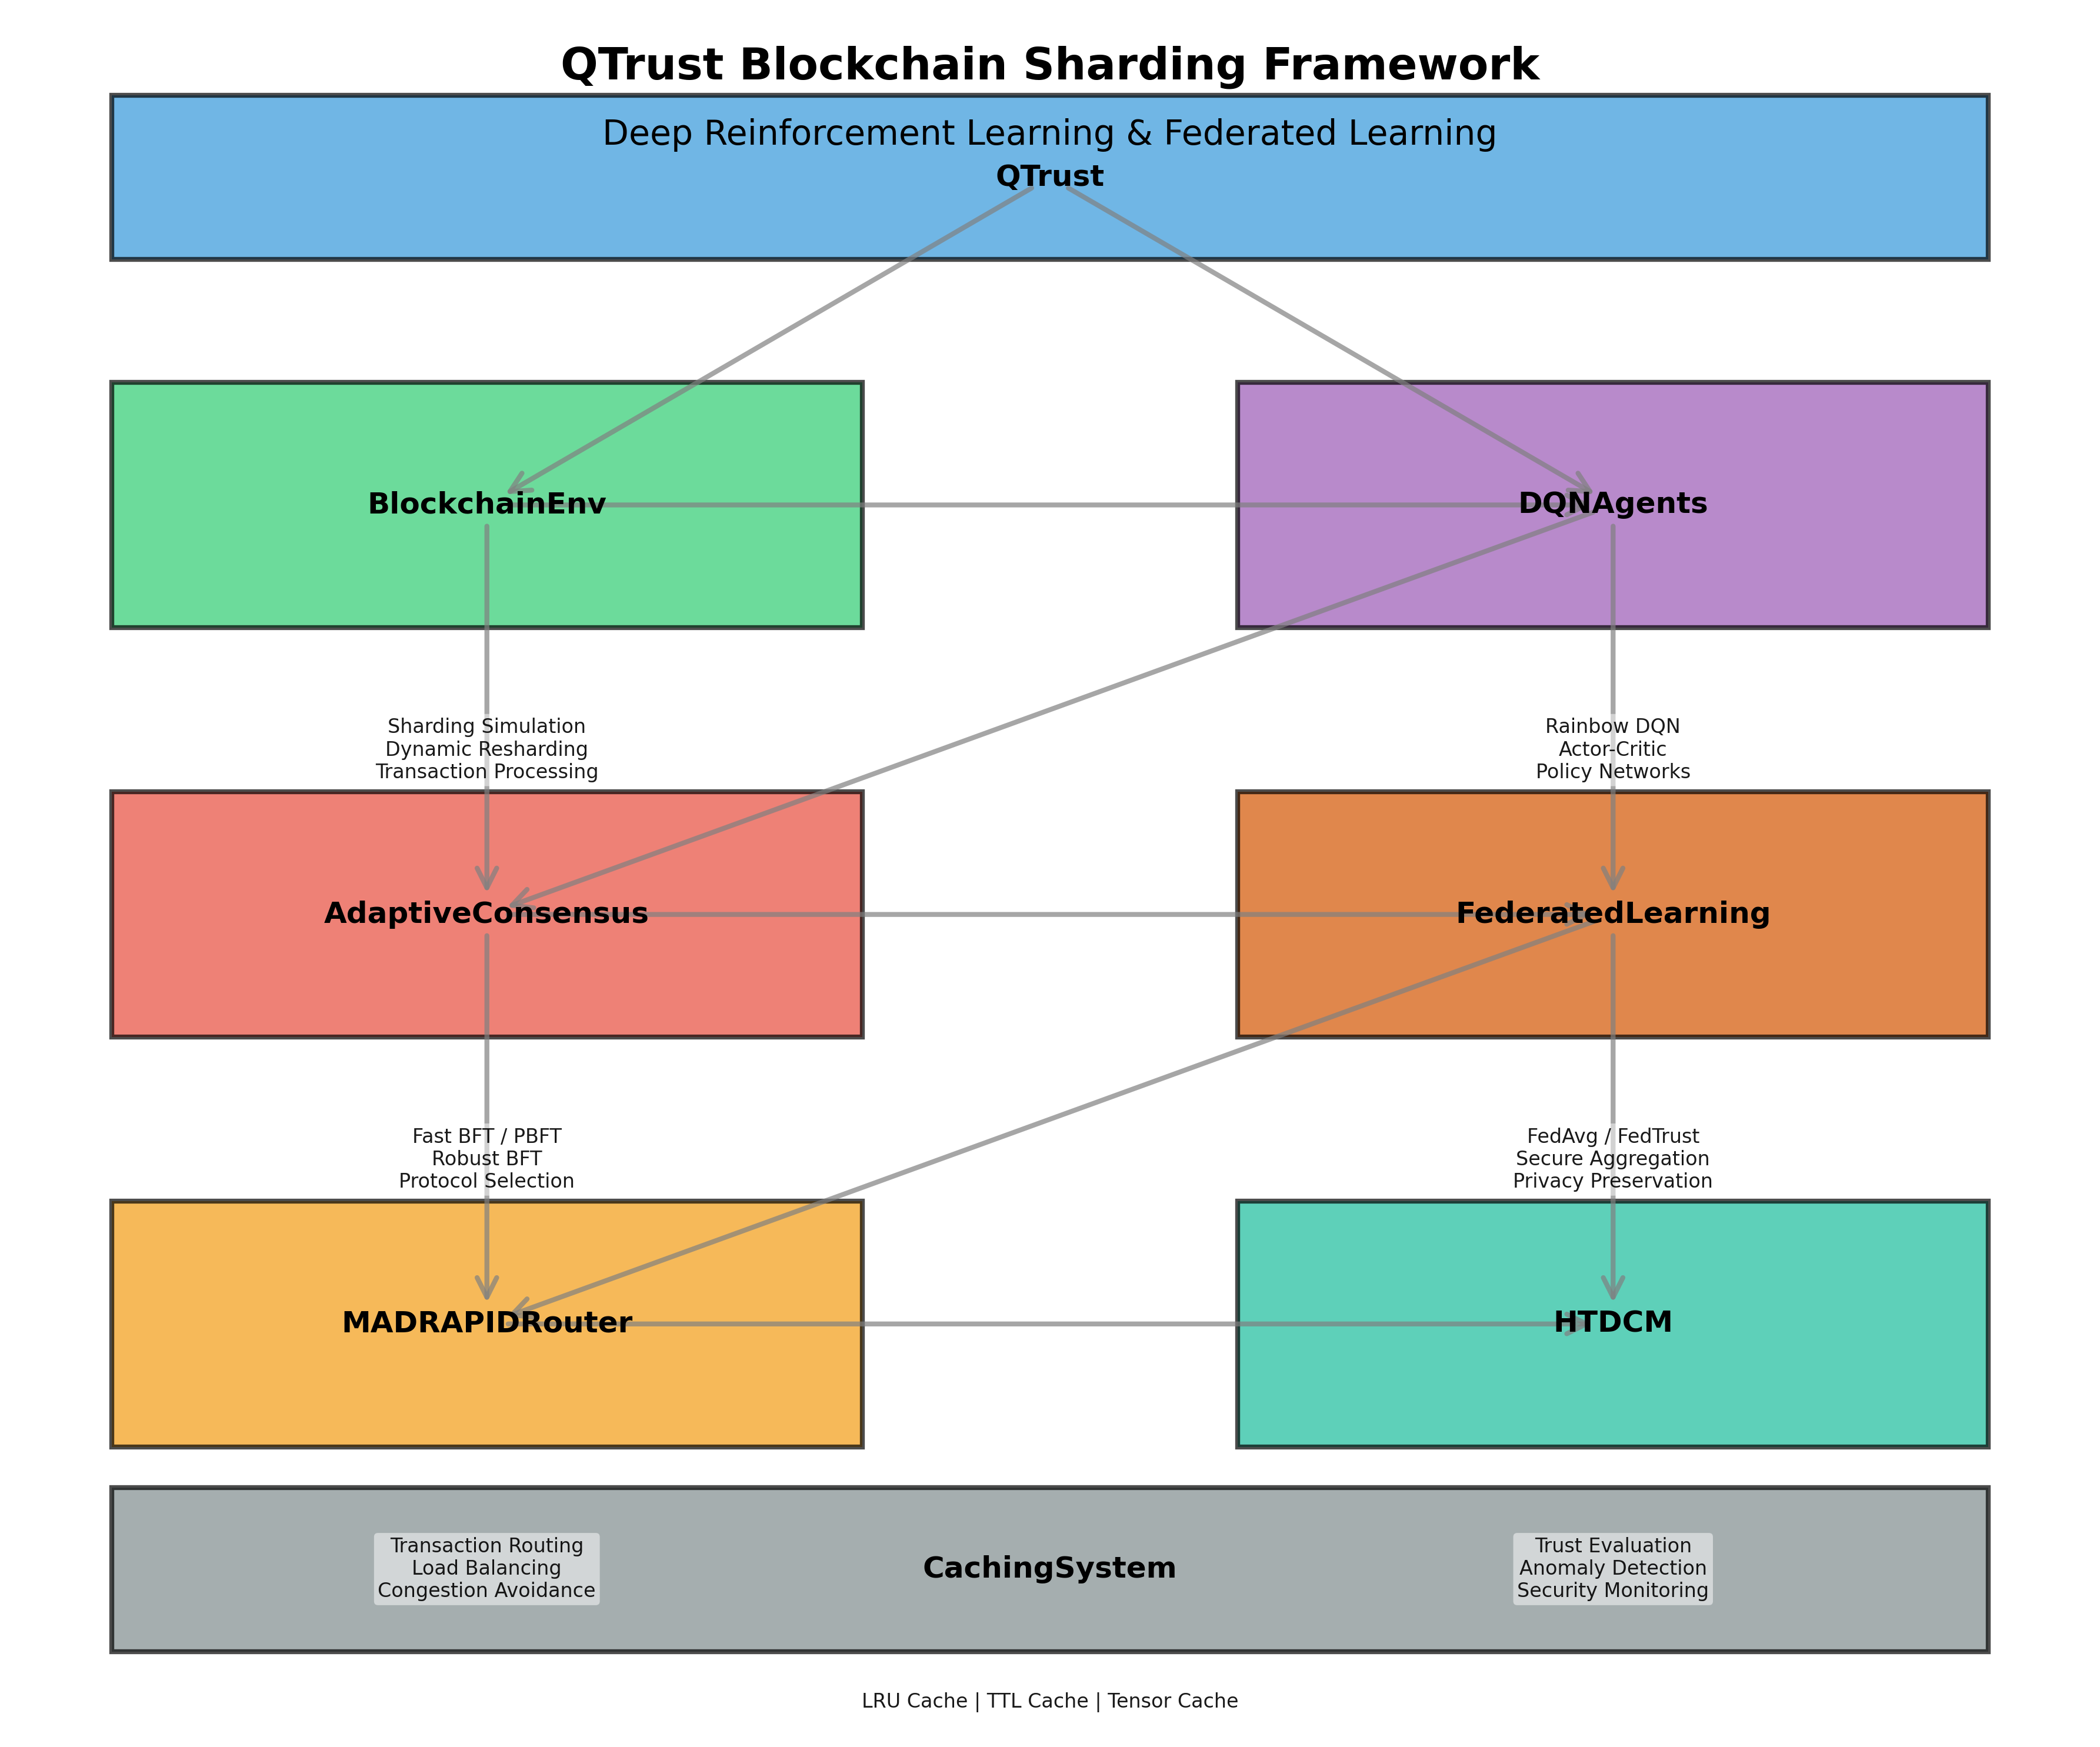 QTrust Blockchain Sharding Framework
Deep Reinforcement Learning & Federated Learning
QTrust
BlockchainEnv
DQNAgents
Sharding Simulation
Dynamic Resharding
Transaction Processing
Rainbow DQN
Actor-Critic
Policy Networks
AdaptiveConsensus
FederatedLearning
Fast BFT / PBFT
Robust BFT
Protocol Selection
FedAvg / FedTrust
Secure Aggregation
Privacy Preservation
MADRAPIDRouter
HTDCM
Transaction Routing
Load Balancing
Congestion Avoidance
CachingSystem
Trust Evaluation
Anomaly Detection
Security Monitoring
LRU Cache | TTL Cache | Tensor Cache